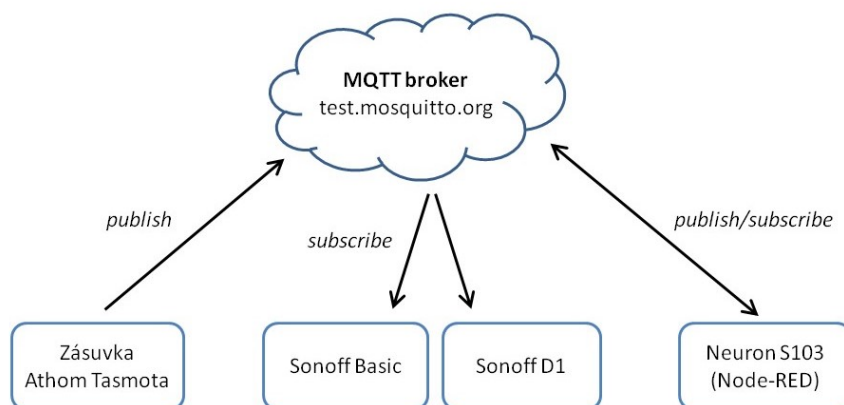 MQTT broker
test.mosquitto.org
publish
subscribe
publish/subscribe
Zásuvka
Athom Tasmota
Sonoff Basic
Sonoff D1
Neuron S103
(Node-RED)